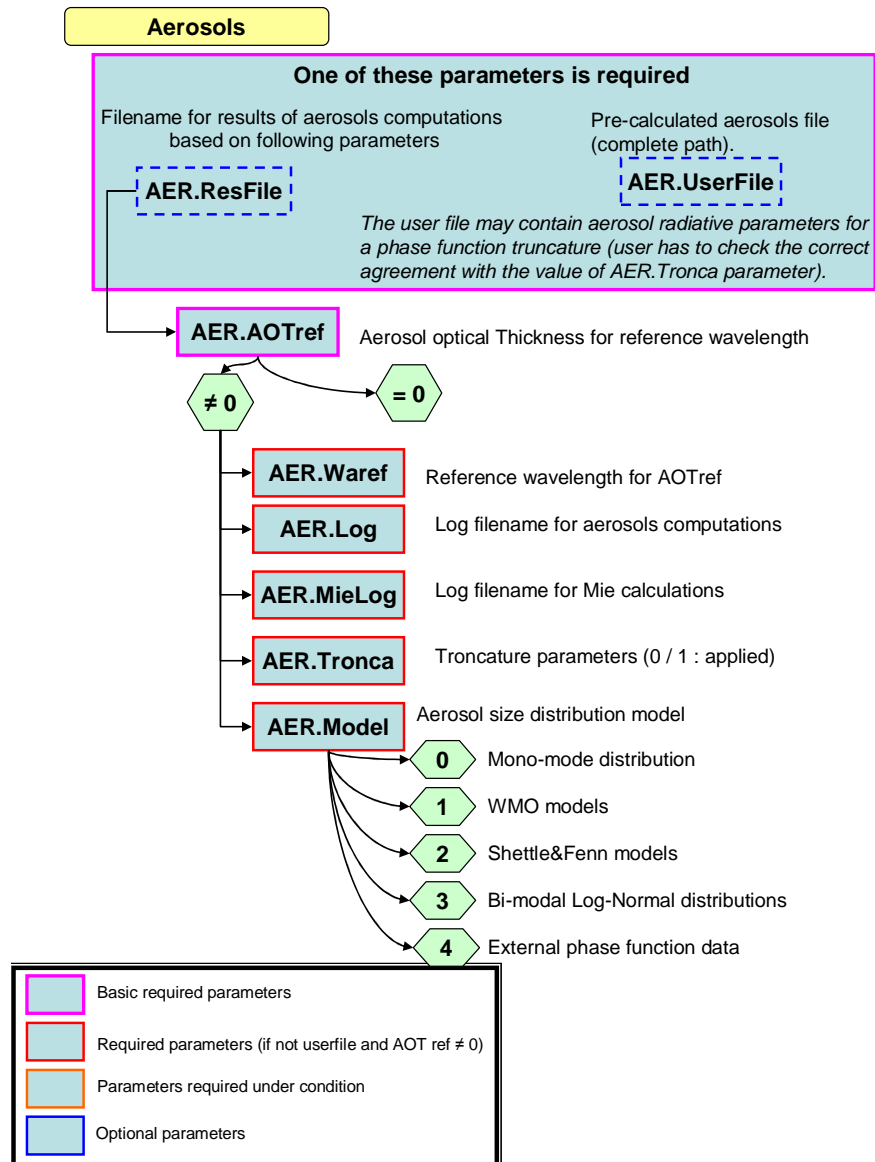 Aerosols
One of these parameters is required
Filename for results of aerosols computations
based on following parameters
AER.ResFile
Pre-calculated aerosols file
(complete path).
AER.UserFile
The user file may contain aerosol radiative parameters for
a phase function truncature (user has to check the correct
agreement with the value of AER.Tronca parameter).
AER.AOTref
Aerosol optical Thickness for reference wavelength
≠ 0
= 0
AER.Waref
Reference wavelength for AOTref
AER.Log
Log filename for aerosols computations
AER.MieLog
Log filename for Mie calculations
AER.Tronca
Troncature parameters (0 / 1 : applied)
AER.Model
Aerosol size distribution model
0
Mono-mode distribution
1
WMO models
2
Shettle&Fenn models
3
Bi-modal Log-Normal distributions
4
External phase function data
Basic required parameters
Required parameters (if not userfile and AOT ref ≠ 0)
Parameters required under condition
Optional parameters